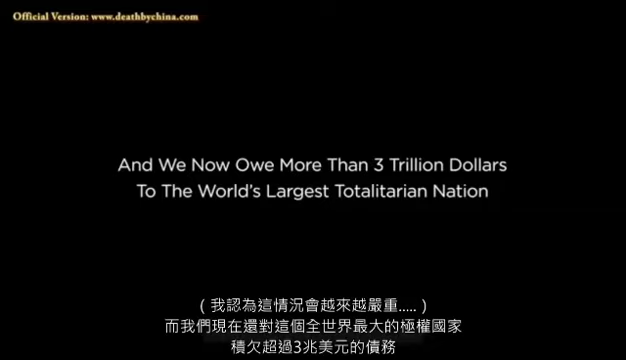 Official Version: www.deathbychina.com
And We Now Owe More Than 3 Trillion Dollars
To The World's Largest Totalitarian Nation
（我認為這情況會越來越嚴重.....）
而我們現在還對這個全世界最大的極權國家
積欠超過3兆美元的債務